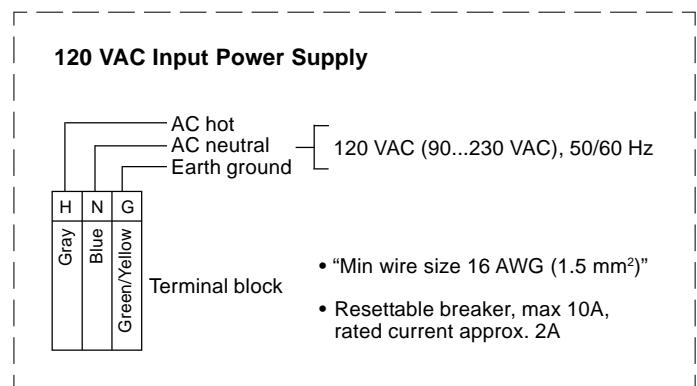 120 VAC Input Power Supply
AC hot
AC neutral
Earth ground
120 VAC (90...230 VAC), 50/60 Hz
H N G
Gray
Blue
Green/Yellow
Terminal block
• “Min wire size 16 AWG (1.5 mm²)”
• Resettable breaker, max 10A,
rated current approx. 2A